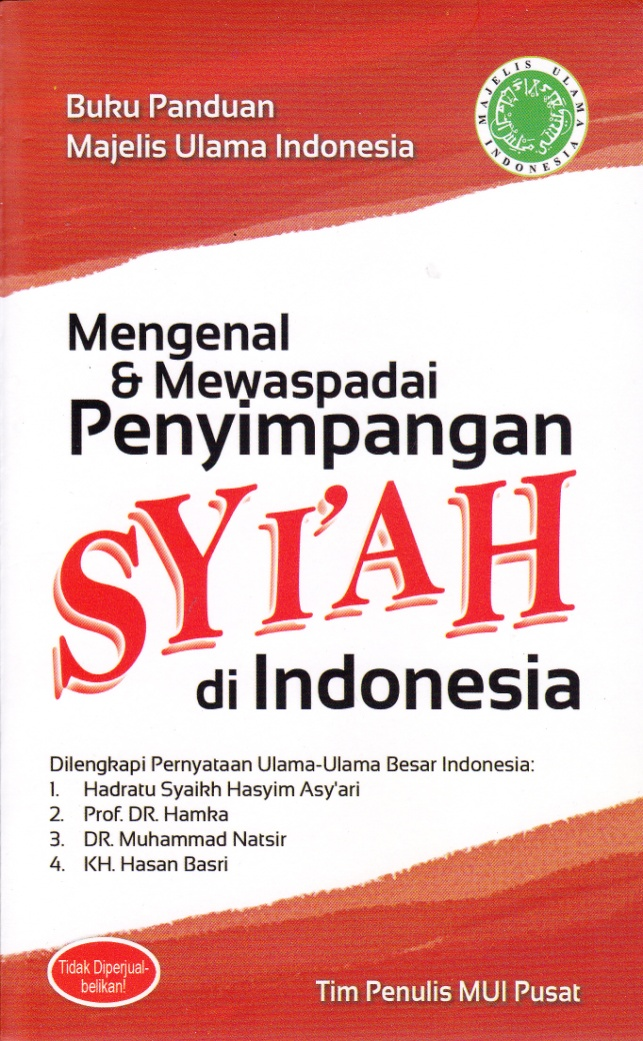 Buku Panduan
Majelis Ulama Indonesia
MAJELIS ULAMA
INDONESIA
Mengenal
& Mewaspadai
Penyimpangan
SYI'AH
di Indonesia
Dilengkapi Pernyataan Ulama-Ulama Besar Indonesia:
1. Hadratu Syaikh Hasyim Asy'ari
2. Prof. DR. Hamka
3. DR. Muhammad Natsir
4. KH. Hasan Basri
Tidak Diperjual-
belikan!
Tim Penulis MUI Pusat